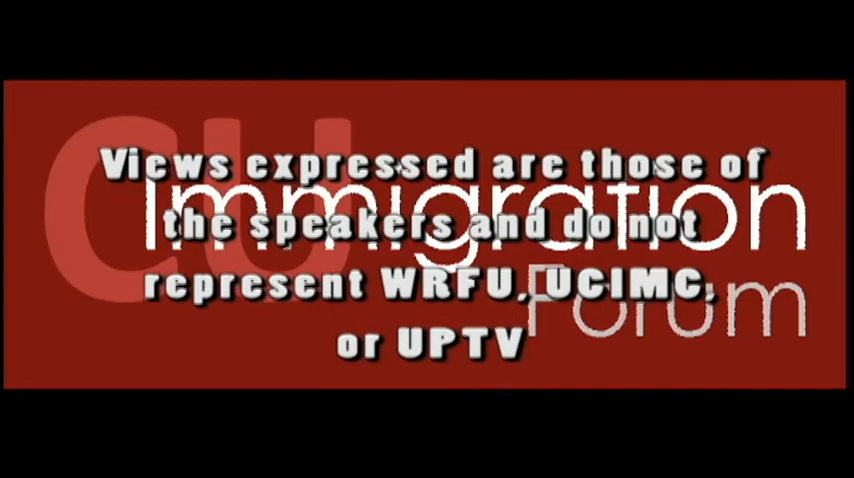 CU
Immigration
Forum
Views expressed are those of
the speakers and do not
represent WRFU, UCIMC,
or UPTV